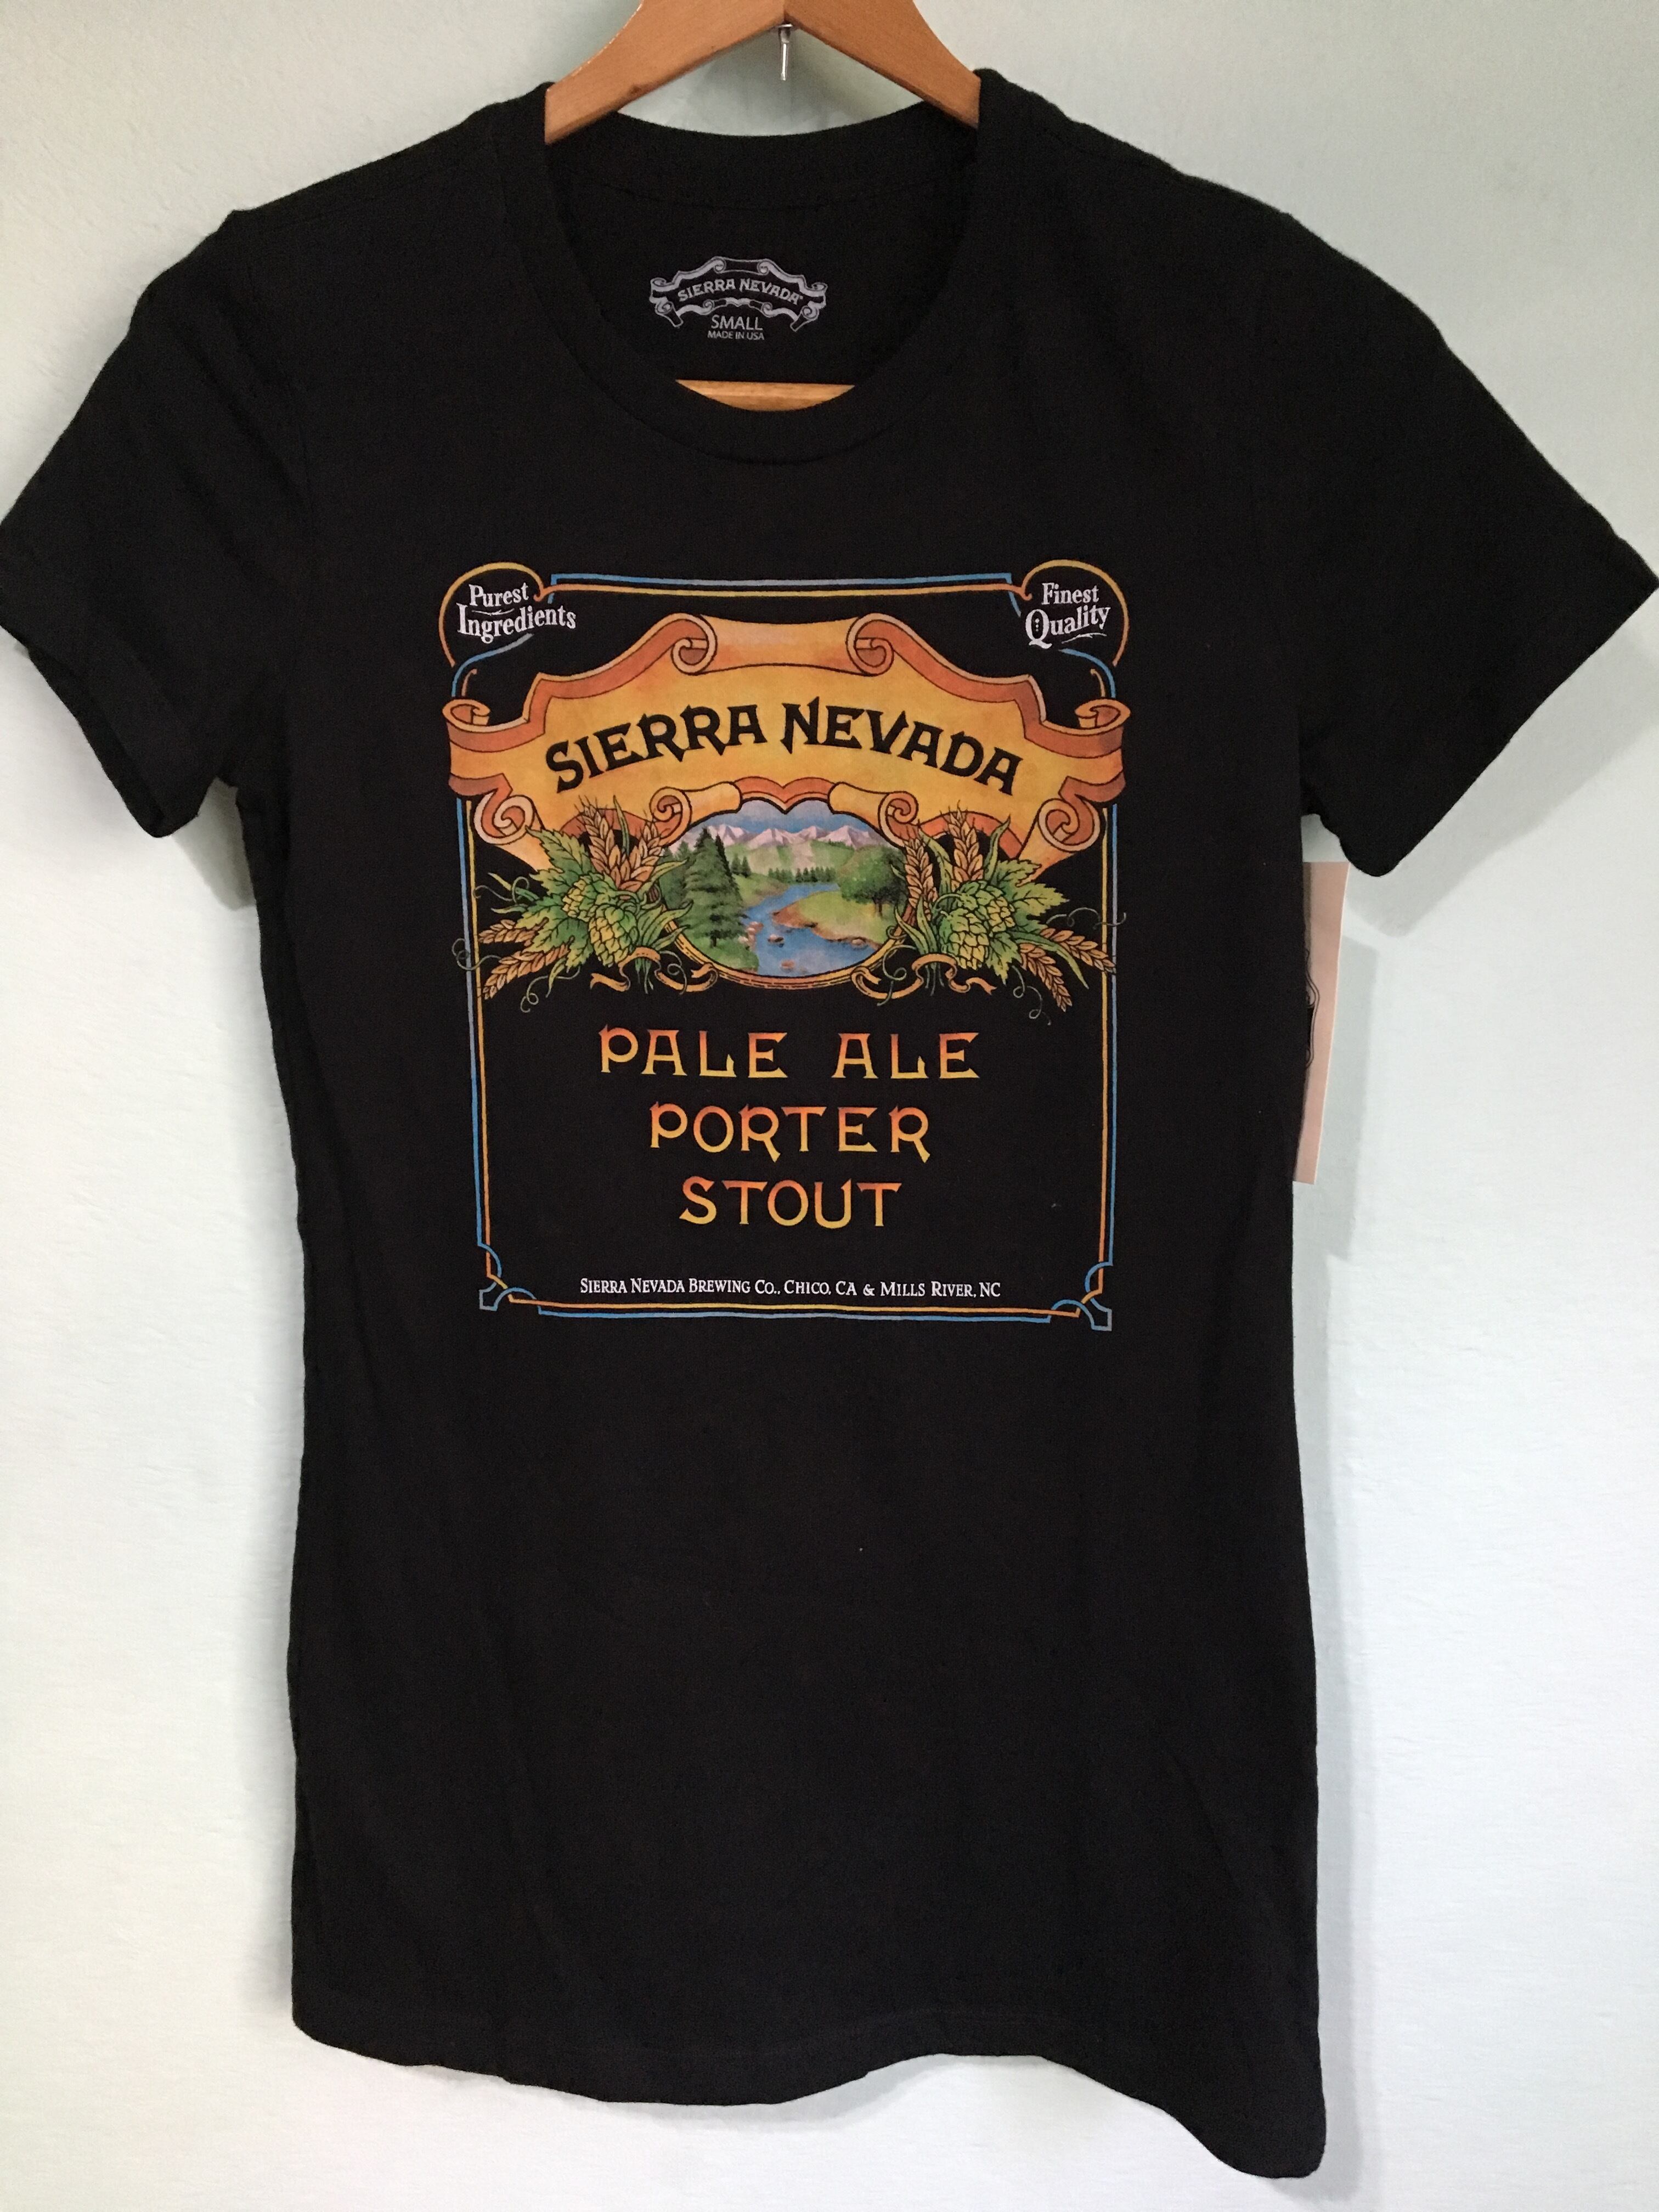 SIERRA NEVADA
SMALL
MADE IN USA
Purest
Ingredients
Finest
Quality
SIERRA NEVADA
PALE ALE
PORTER
STOUT
SIERRA NEVADA BREWING CO., CHICO, CA & MILLS RIVER, NC